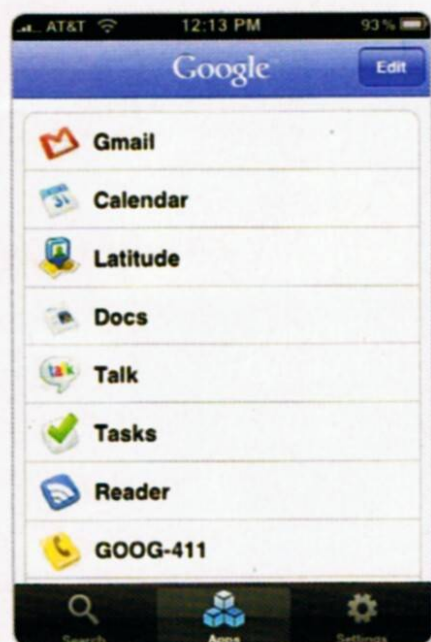 AT&T 12:13 PM 93%
Google Edit
Gmail
31 Calendar
Latitude
Docs
talk Talk
Tasks
Reader
GOOG-411
Search Apps Settings